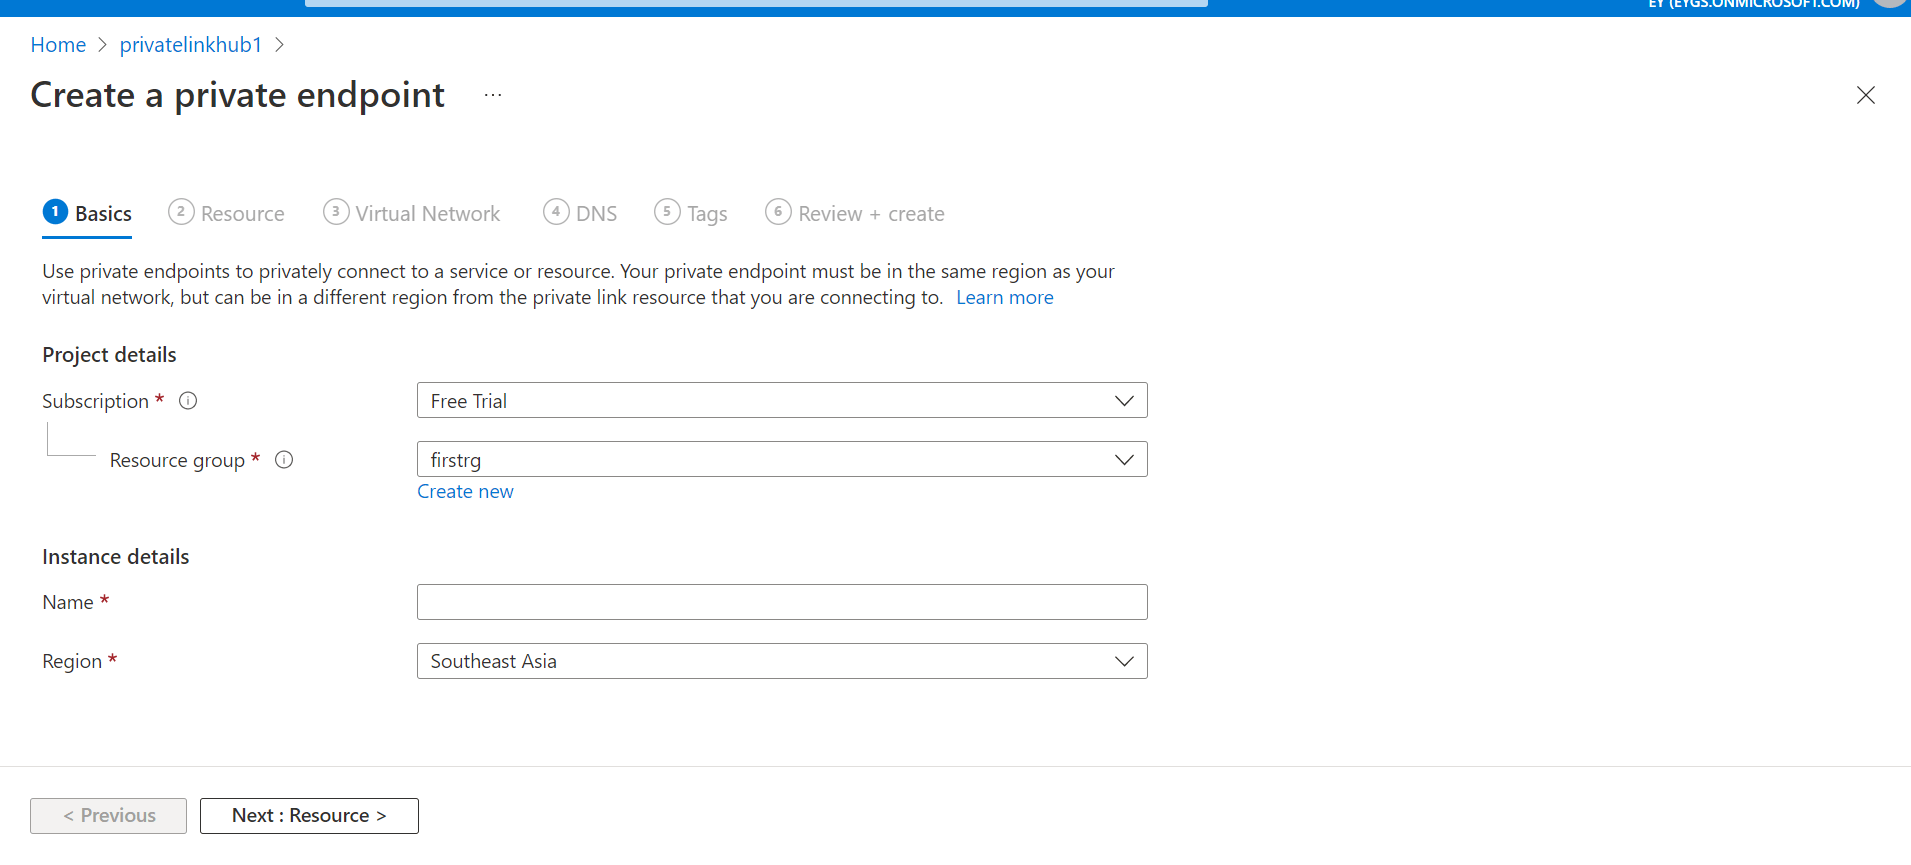 EY (EYGS.ONMICROSOFT.COM)
Home > privatelinkhub1 >
Create a private endpoint ...
1 Basics 2 Resource 3 Virtual Network 4 DNS 5 Tags 6 Review + create
Use private endpoints to privately connect to a service or resource. Your private endpoint must be in the same region as your
virtual network, but can be in a different region from the private link resource that you are connecting to. Learn more
Project details
Subscription * Free Trial
Resource group * firstrg
Create new
Instance details
Name *
Region * Southeast Asia
< Previous Next : Resource >